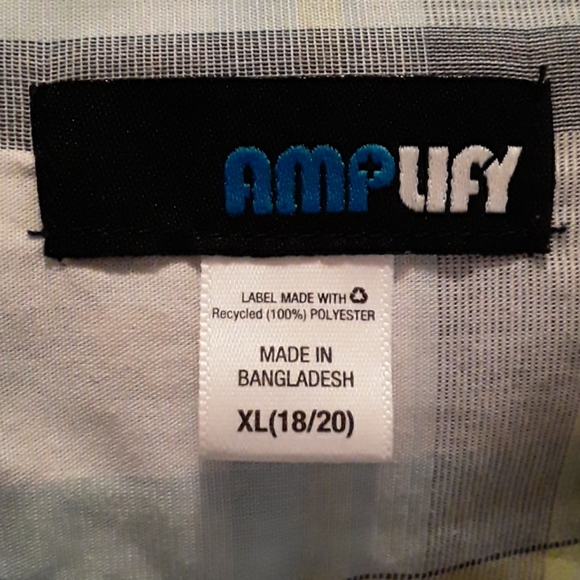 AMPLIFY
LABEL MADE WITH ♻
Recycled (100%) POLYESTER
MADE IN
BANGLADESH
XL(18/20)